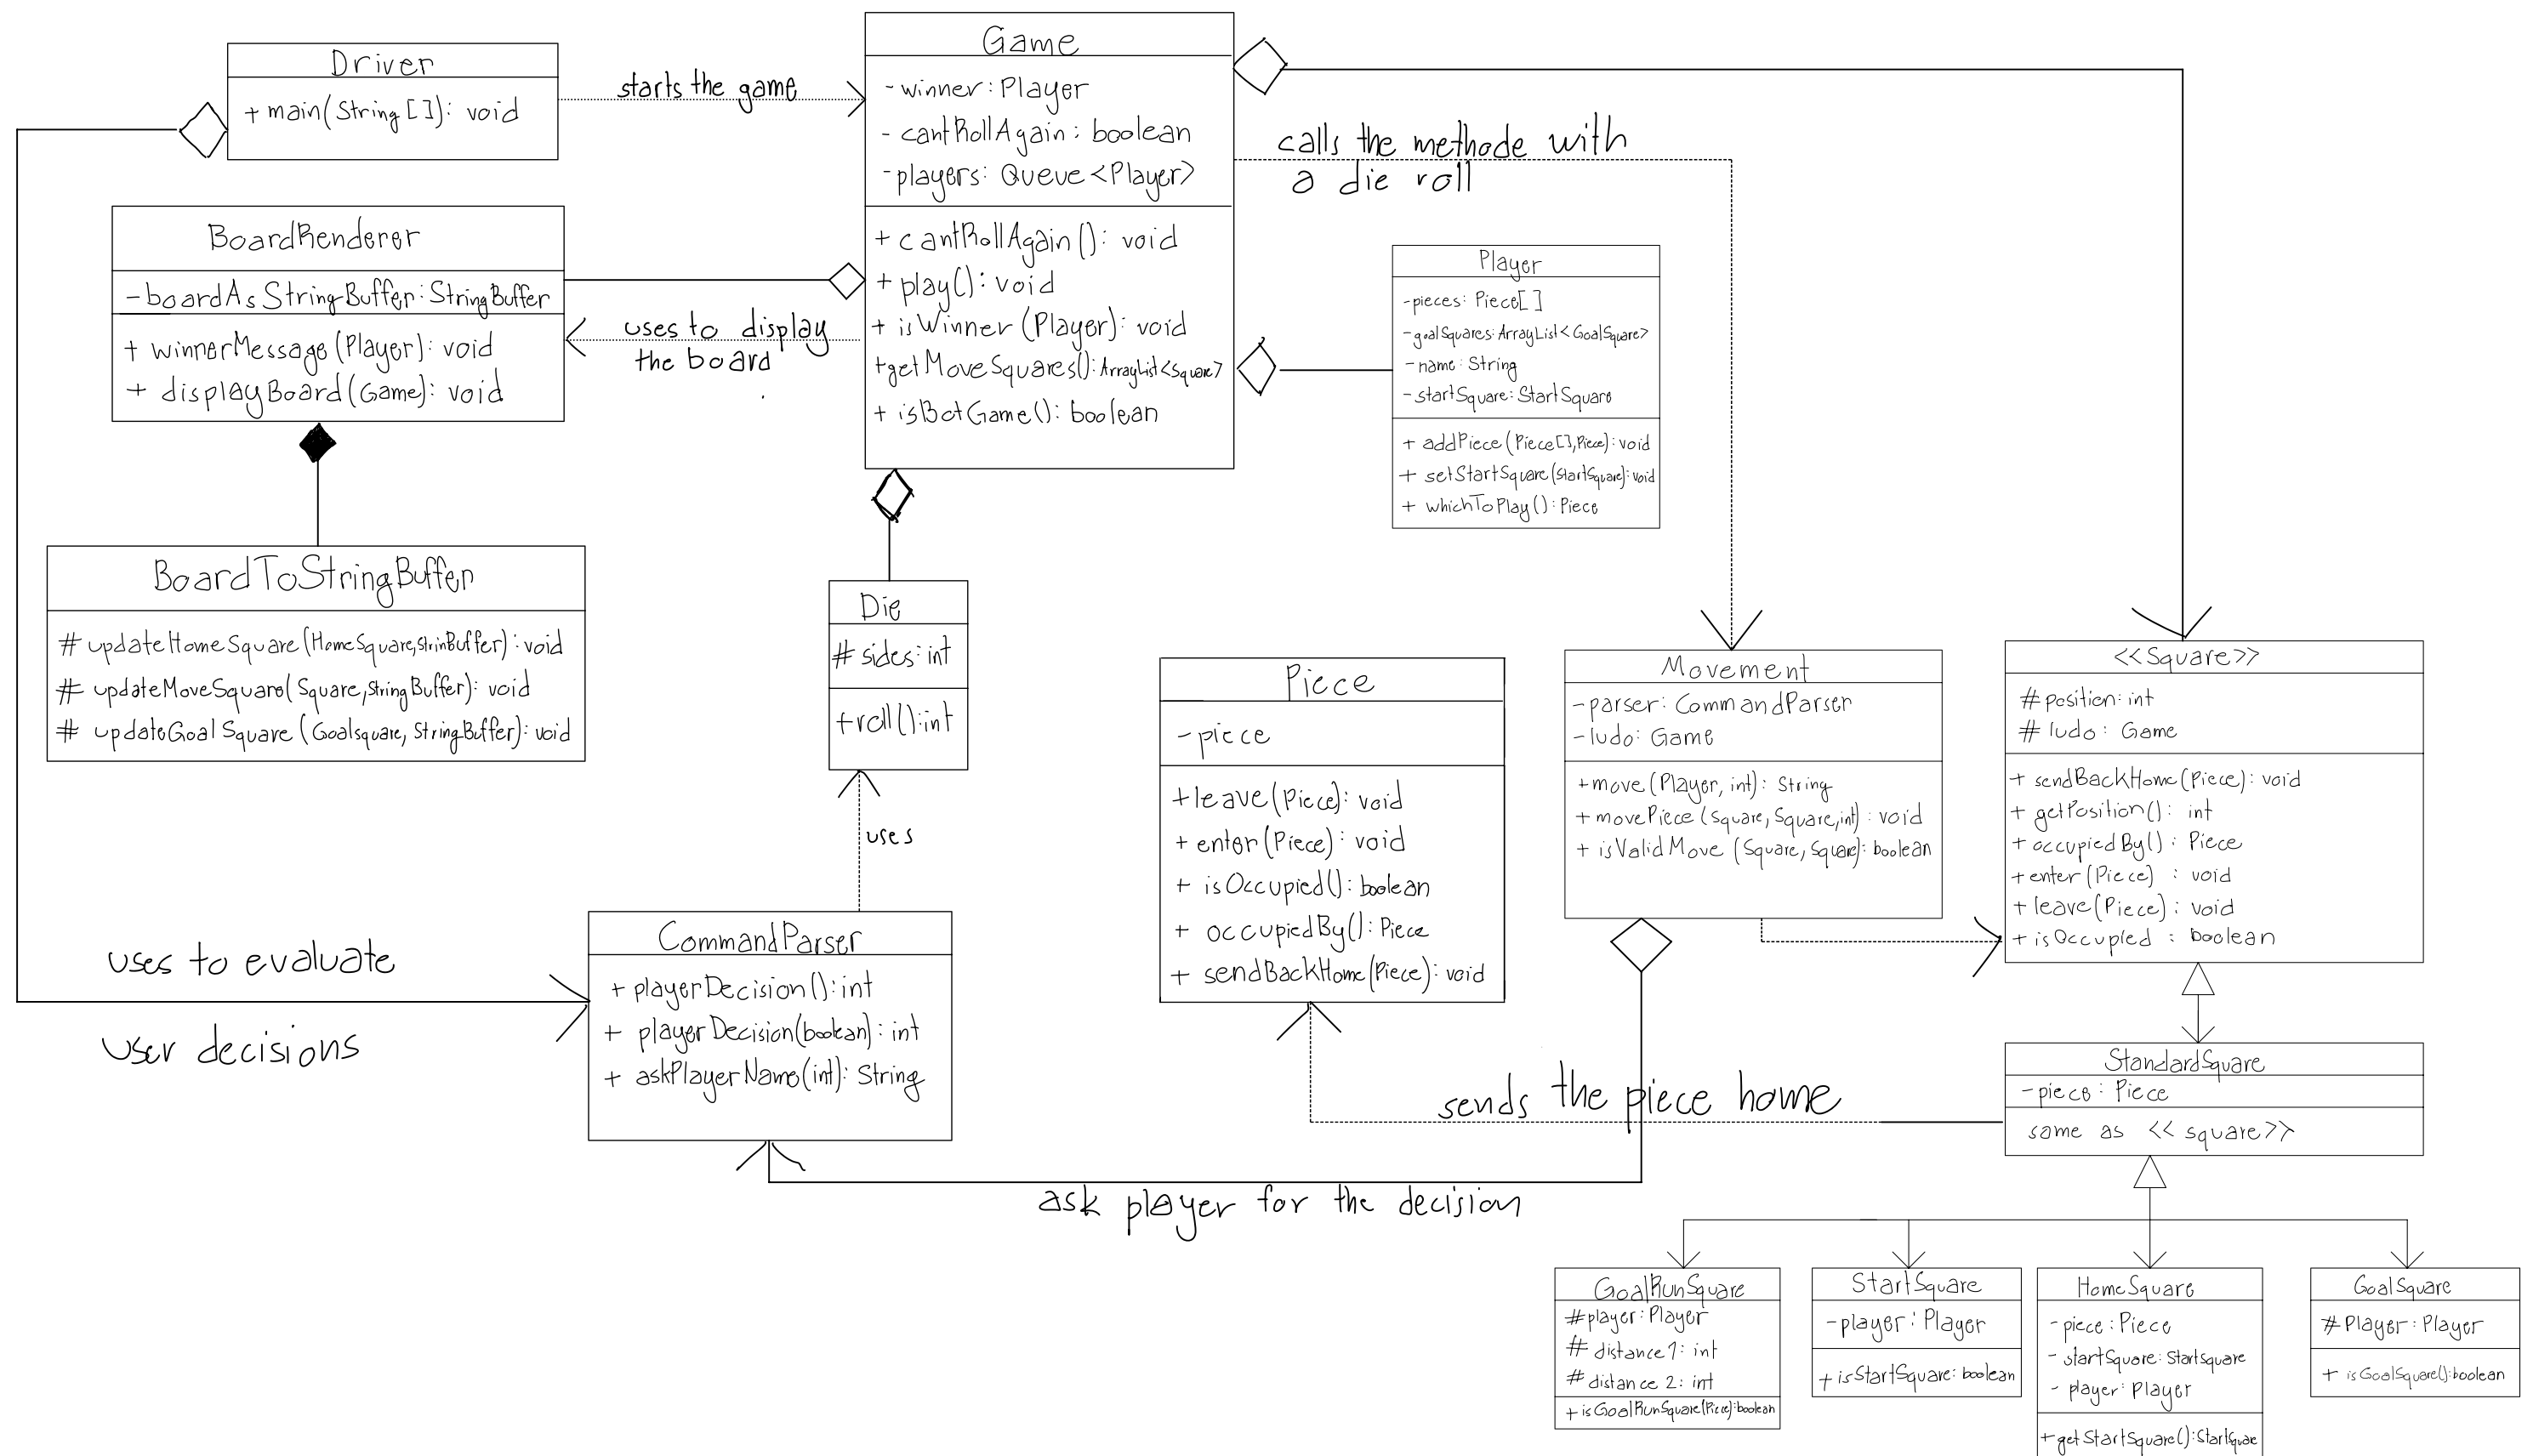 Driver
+ main(String []): void
starts the game
Game
- winner: Player
- cantRollAgain: boolean
- players: Queue <Player>
+ cantRollAgain(): void
+ play(): void
+ isWinner (Player): void
+ getMoveSquares(): ArrayList<Square>
+ isBotGame(): boolean
calls the methode with
a die roll
BoardRenderer
- boardAsStringBuffer: StringBuffer
+ winnerMessage (Player): void
+ displayBoard (Game): void
uses to display
the board
Player
- pieces: Piece[ ]
- goalSquares: ArrayList<GoalSquare>
- name: String
- startSquare: StartSquare
+ addPiece (Piece[], Piece): void
+ setStartSquare (StartSquare): void
+ whichToPlay (): Piece
BoardToStringBuffer
# updateHomeSquare (HomeSquare, StrinBuffer): void
# updateMoveSquare( Square, StringBuffer): void
# updateGoalSquare (Goalsquare, StringBuffer): void
Die
# sides: int
+ roll(): int
uses
Piece
- piece
+ leave(Piece): void
+ enter(Piece): void
+ isOccupied(): boolean
+ occupiedBy(): Piece
+ sendBackHome(Piece): void
Movement
- parser: CommandParser
- ludo: Game
+ move (Player, int): String
+ movePiece (Square, Square, int) : void
+ isValidMove (Square, Square): boolean
<<Square>>
# position: int
# ludo: Game
+ sendBackHome(Piece): void
+ getPosition(): int
+ occupiedBy(): Piece
+ enter (Piece) : void
+ leave (Piece) : void
+ isOccupied : boolean
uses to evaluate
user decisions
CommandParser
+ playerDecision(): int
+ playerDecision(boolean): int
+ askPlayerName(int): String
sends the piece home
ask player for the decision
StandardSquare
- piece: Piece
same as << square>>
GoalRunSquare
# player: Player
# distance1: int
# distance 2: int
+ isGoalRunSquare (Piece): boolean
StartSquare
- player: Player
+ isStartSquare: boolean
HomeSquare
- piece: Piece
- startSquare: Startsquare
- player: Player
+ getStartSquare(): StartSquare
GoalSquare
# Player: Player
+ isGoalSquare(): boolean